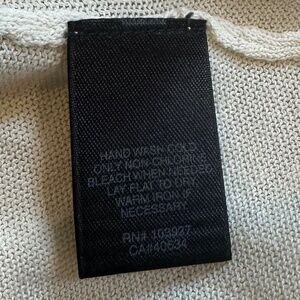 HAND WASH COLD
ONLY NON-CHLORINE
BLEACH WHEN NEEDED
LAY FLAT TO DRY
WARM IRON IF
NECESSARY
RN# 103927
CA#40634